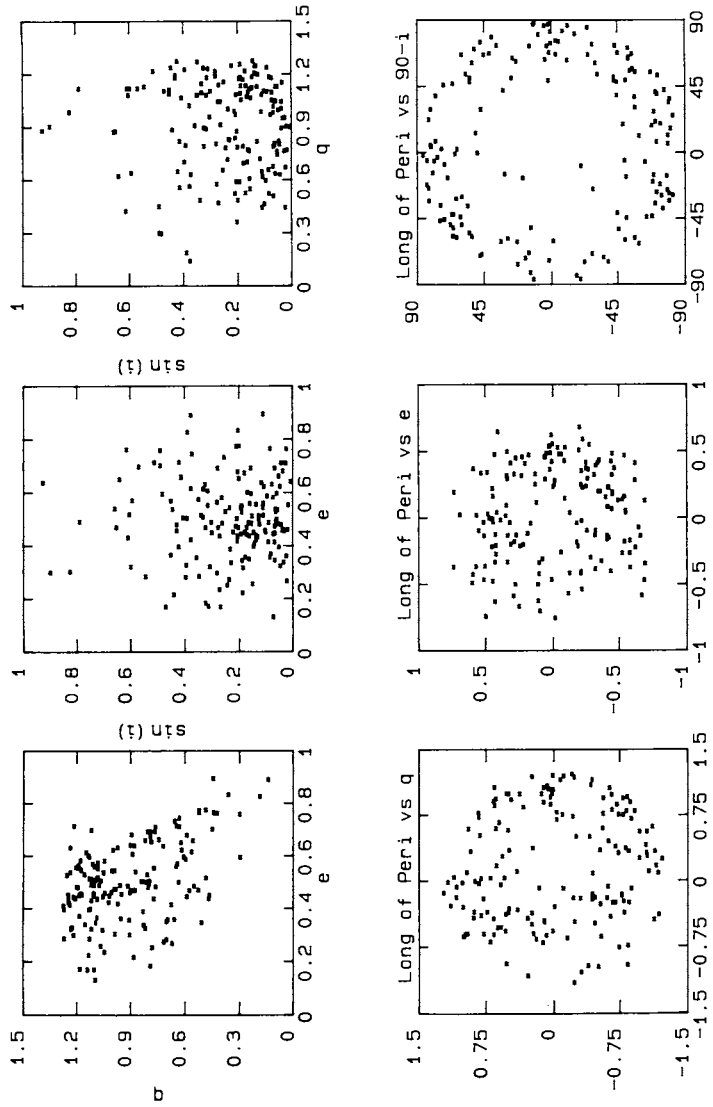 1.5
1.2
0.9
0.6
0.3
0
q
0.2 0.4 0.6 0.8 1
e
1
0.8
0.6
0.4
0.2
0
sin(i)
0 0.2 0.4 0.6 0.8 1
e
1
0.8
0.6
0.4
0.2
0
sin(i)
0 0.3 0.6 0.9 1.2 1.5
q
Long of Peri vs q
1.5
0.75
0
-0.75
-1.5
-1.5 -0.75 0 0.75 1.5
Long of Peri vs e
0.5
0
-0.5
-1
-1 -0.5 0 0.5 1
Long of Peri vs 90-i
90
45
0
-45
-90
-90 -45 0 45 90